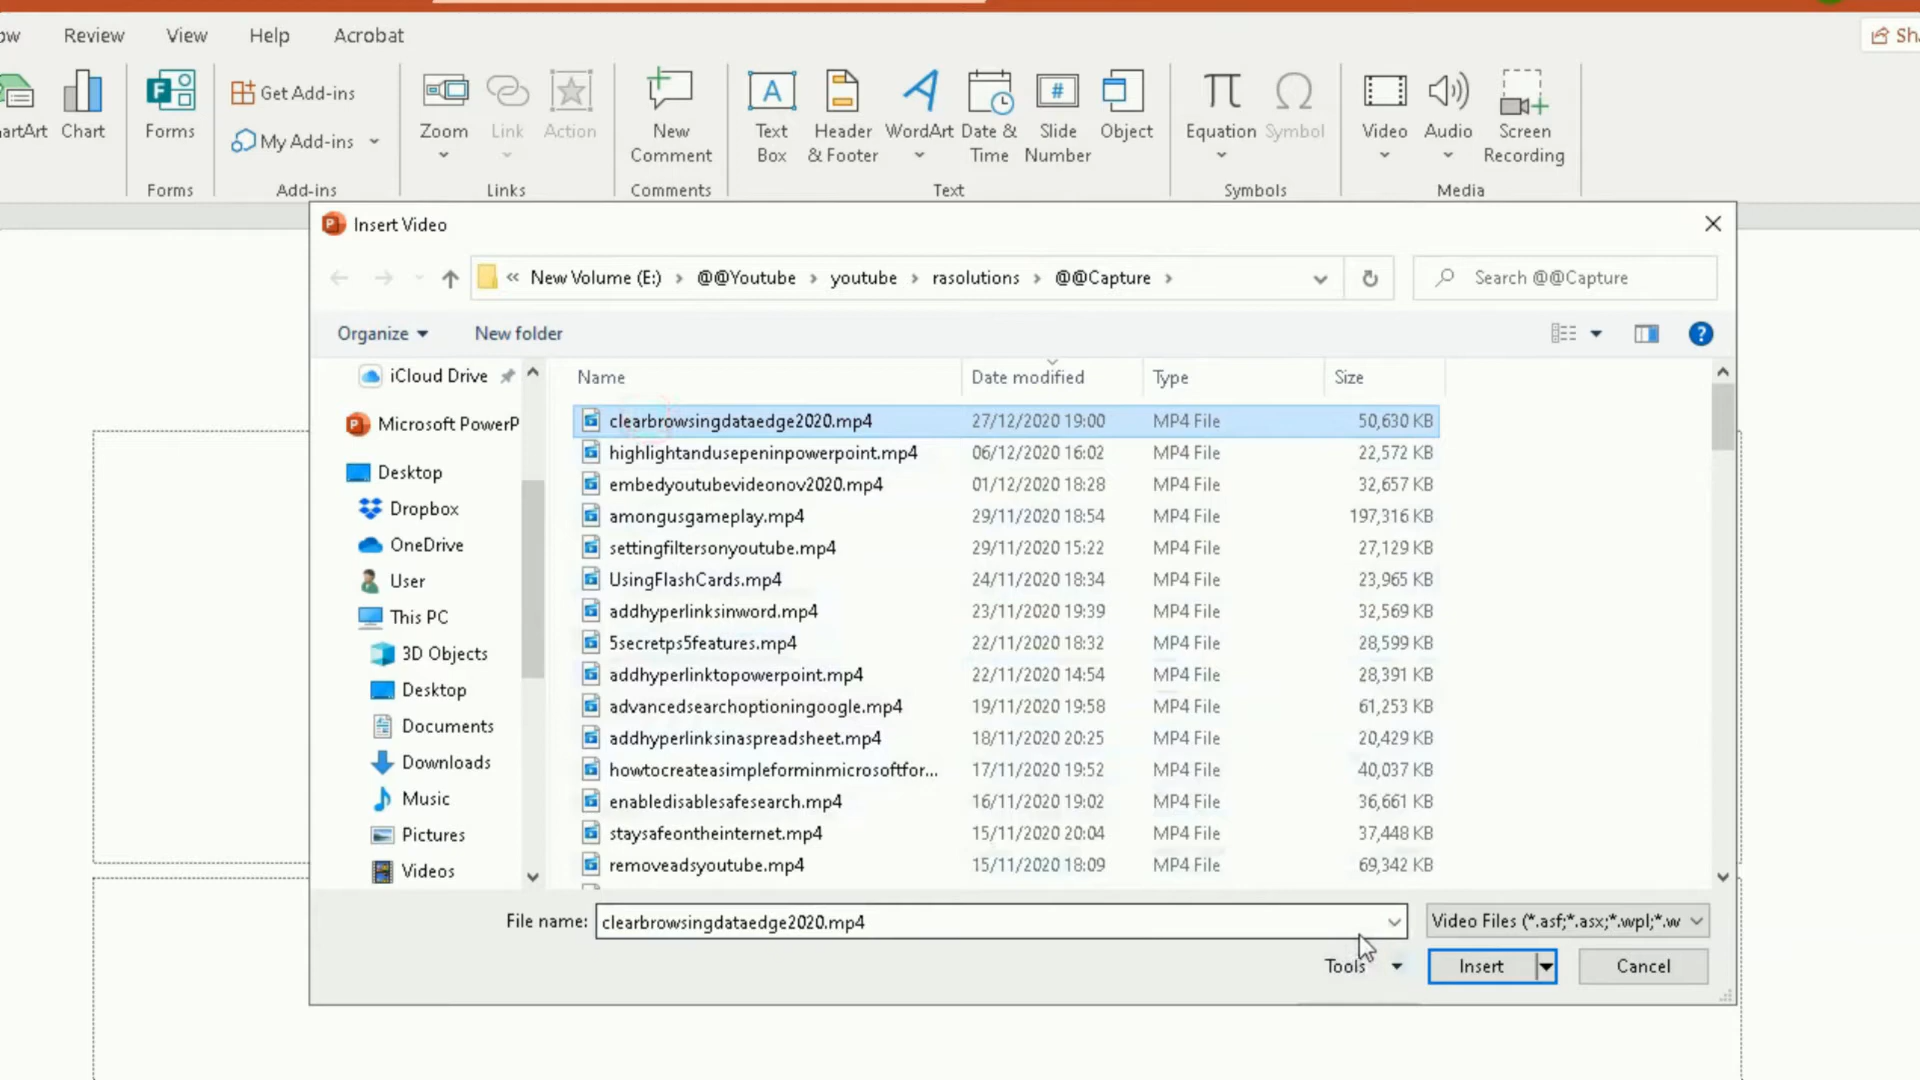 Review View Help Acrobat
Chart
Forms
Get Add-ins
My Add-ins
Zoom
Link
Action
New
Comment
Text
Box
Header
& Footer
WordArt
Date &
Time
Slide
Number
Object
Equation
Symbol
Video
Audio
Screen
Recording
Forms
Add-ins
Links
Comments
Text
Symbols
Media
Insert Video
« New Volume (E:) › @@Youtube › youtube › rasolutions › @@Capture ›
Search @@Capture
Organize
New folder
iCloud Drive
Microsoft PowerP
Desktop
Dropbox
OneDrive
User
This PC
3D Objects
Desktop
Documents
Downloads
Music
Pictures
Videos
Name Date modified Type Size
clearbrowsingdataedge2020.mp4 27/12/2020 19:00 MP4 File 50,630 KB
highlightandusepeninpowerpoint.mp4 06/12/2020 16:02 MP4 File 22,572 KB
embedyoutubevideonov2020.mp4 01/12/2020 18:28 MP4 File 32,657 KB
amongusgameplay.mp4 29/11/2020 18:54 MP4 File 197,316 KB
settingfiltersonyoutube.mp4 29/11/2020 15:22 MP4 File 27,129 KB
UsingFlashCards.mp4 24/11/2020 18:34 MP4 File 23,965 KB
addhyperlinksinword.mp4 23/11/2020 19:39 MP4 File 32,569 KB
5secretps5features.mp4 22/11/2020 18:32 MP4 File 28,599 KB
addhyperlinktopowerpoint.mp4 22/11/2020 14:54 MP4 File 28,391 KB
advancedsearchoptioningoogle.mp4 19/11/2020 19:58 MP4 File 61,253 KB
addhyperlinksinaspreadsheet.mp4 18/11/2020 20:25 MP4 File 20,429 KB
howtocreateasimpleforminmicrosoftfor... 17/11/2020 19:52 MP4 File 40,037 KB
enabledisablesafesearch.mp4 16/11/2020 19:02 MP4 File 36,661 KB
staysafeontheinternet.mp4 15/11/2020 20:04 MP4 File 37,448 KB
removeadsyoutube.mp4 15/11/2020 18:09 MP4 File 69,342 KB
File name: clearbrowsingdataedge2020.mp4
Video Files (*.asf;*.asx;*.wpl;*.w
Tools
Insert
Cancel